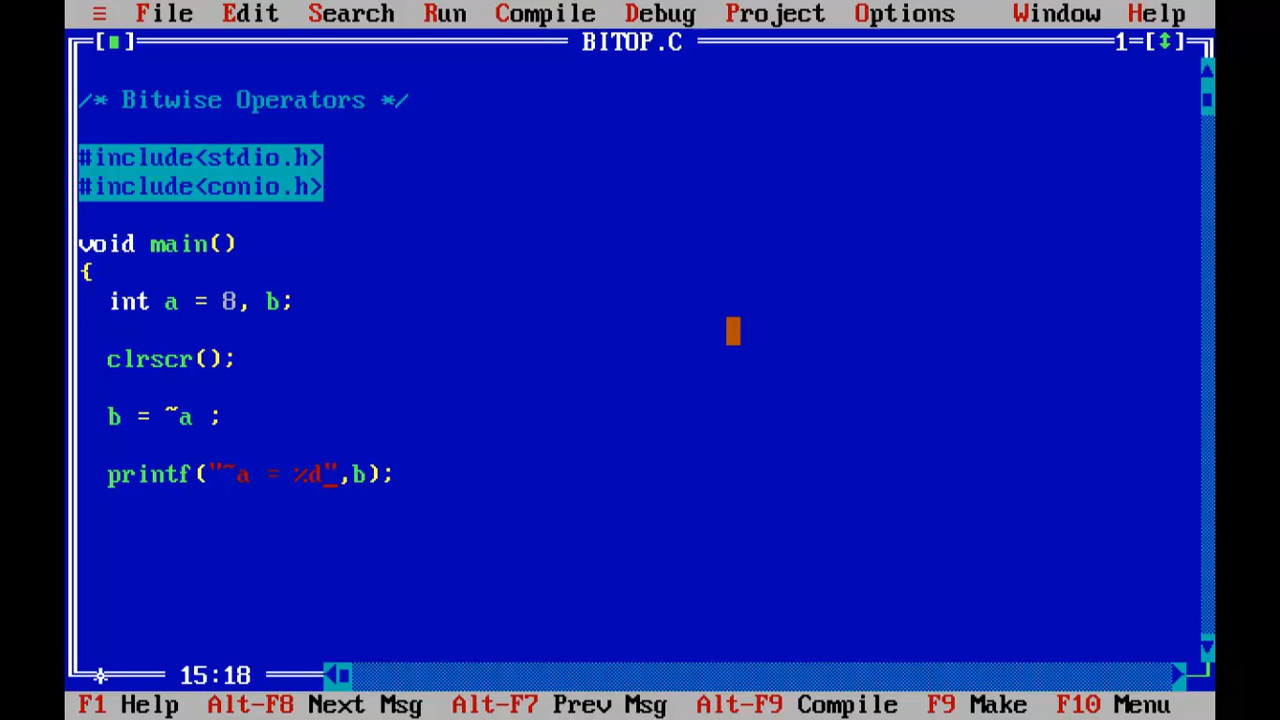 ≡ File Edit Search Run Compile Debug Project Options Window Help
[■] BITOP.C 1=[↕]
/* Bitwise Operators */
#include<stdio.h>
#include<conio.h>
void main()
{
int a = 8, b;
clrscr();
b = ~a ;
printf("~a = %d",b);
15:18
F1 Help Alt-F8 Next Msg Alt-F7 Prev Msg Alt-F9 Compile F9 Make F10 Menu